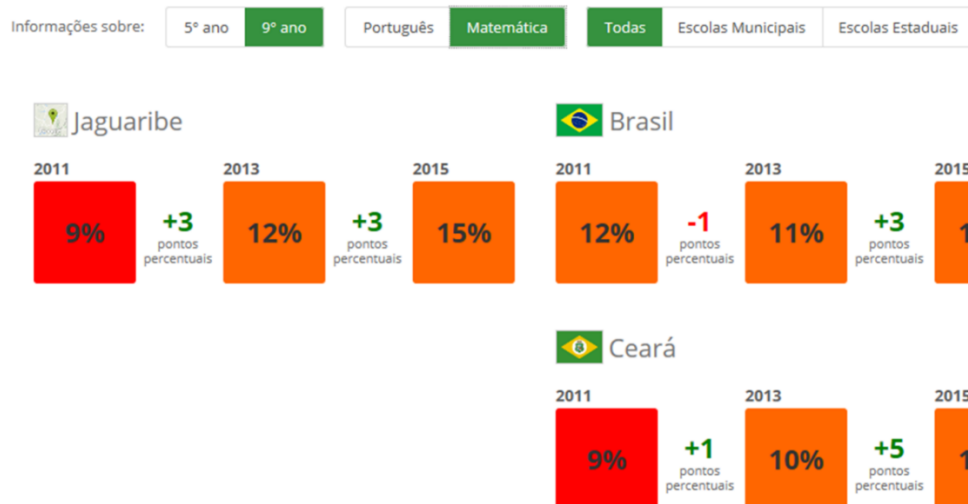 Informações sobre: 5º ano 9º ano Português Matemática Todas Escolas Municipais Escolas Estaduais
Jaguaribe
2011 2013 2015
9% +3 pontos percentuais 12% +3 pontos percentuais 15%
Brasil
2011 2013 2015
12% -1 pontos percentuais 11% +3 pontos percentuais
Ceará
2011 2013 2015
9% +1 pontos percentuais 10% +5 pontos percentuais